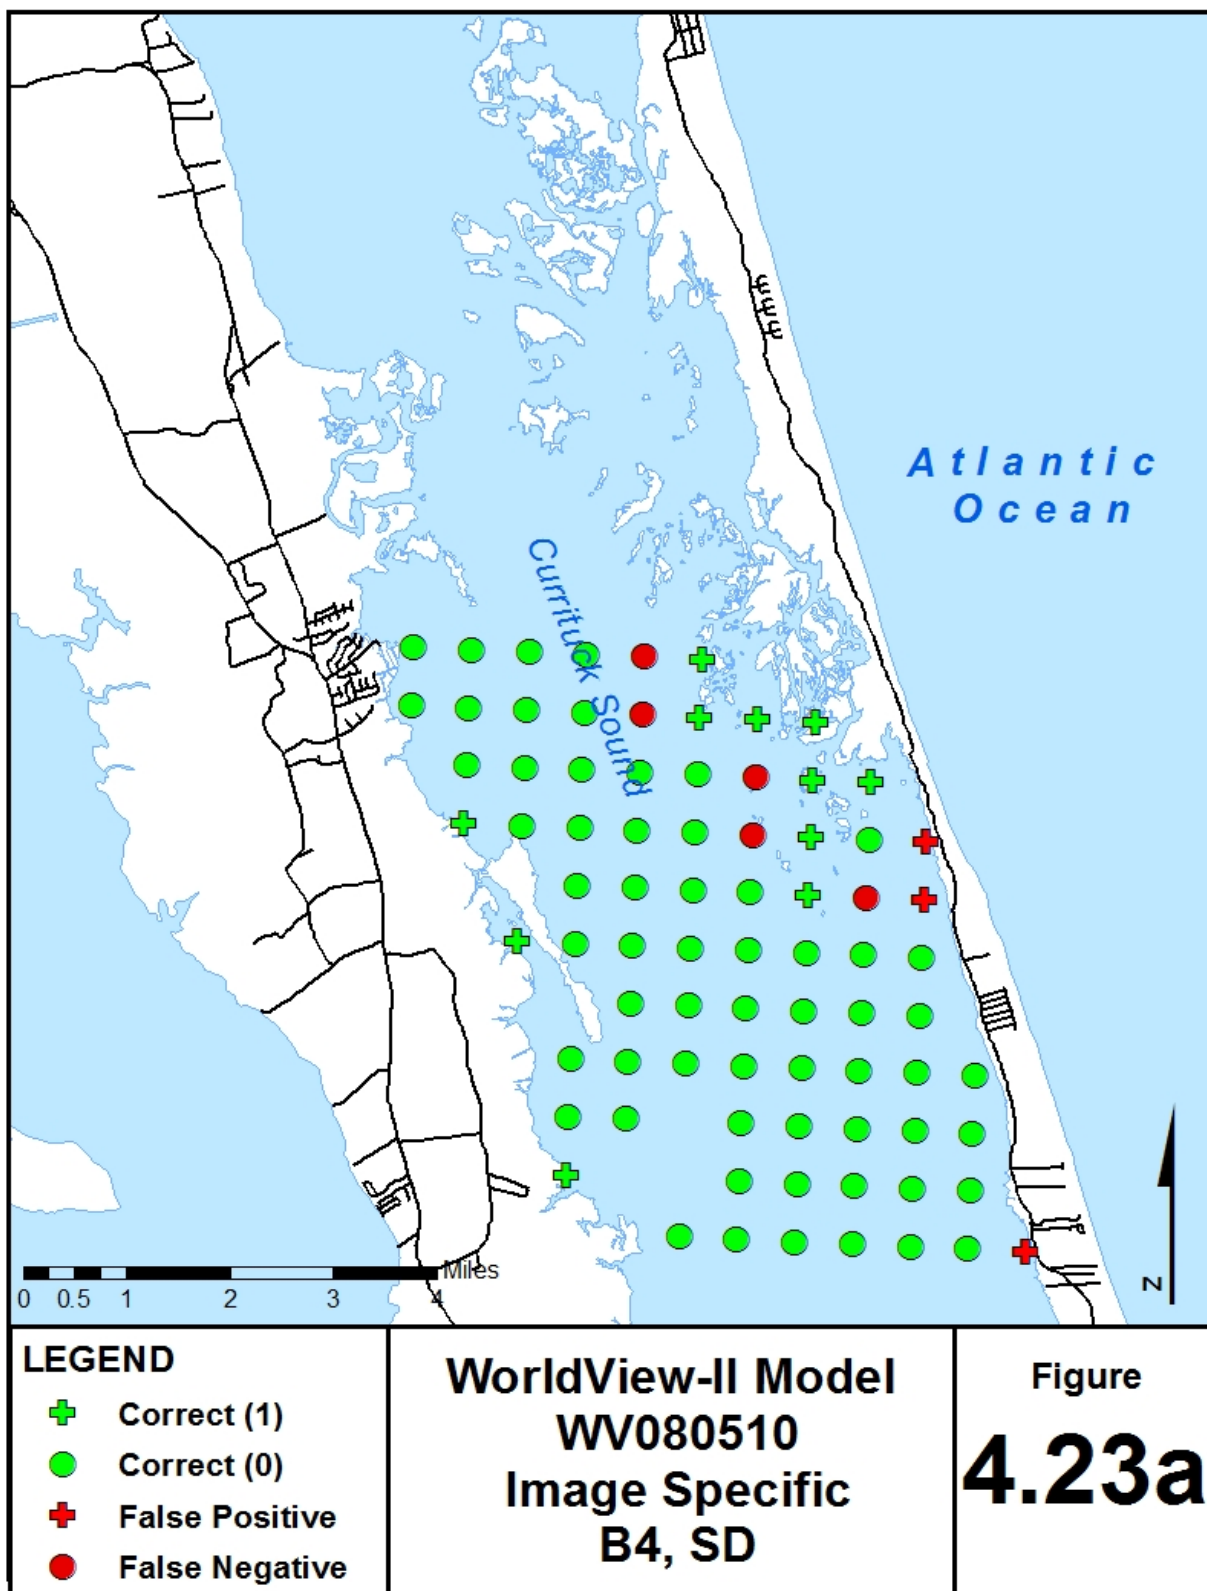 Atlantic
Ocean
Currituck Sound
Miles
0 0.5 1 2 3 4
N
LEGEND
Correct (1)
Correct (0)
False Positive
False Negative
WorldView-II Model
WV080510
Image Specific
B4, SD
Figure
4.23a